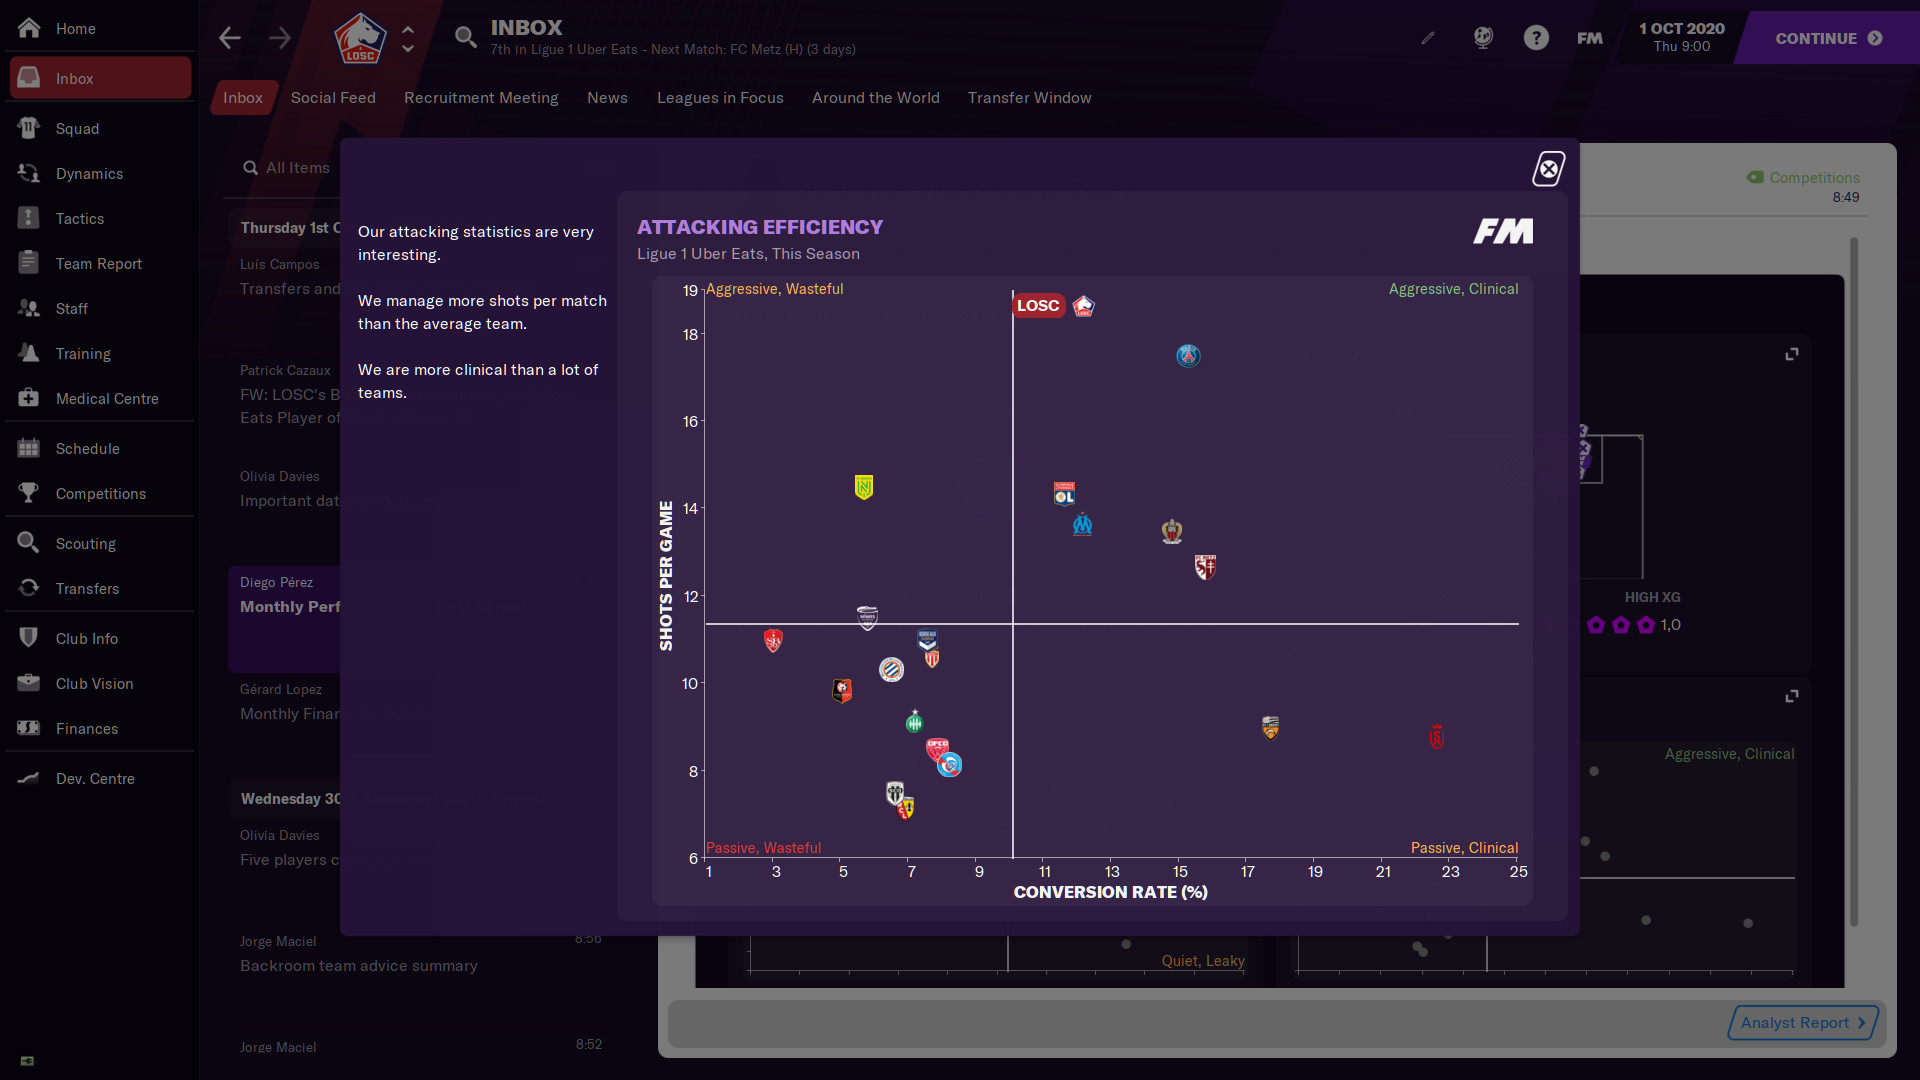 Home
Inbox
Squad
Dynamics
Tactics
Team Report
Staff
Training
Medical Centre
Schedule
Competitions
Scouting
Transfers
Club Info
Club Vision
Finances
Dev. Centre
LOSC
INBOX
7th in Ligue 1 Uber Eats - Next Match: FC Metz (H) (3 days)
FM
1 OCT 2020
Thu 9:00
CONTINUE
Inbox
Social Feed
Recruitment Meeting
News
Leagues in Focus
Around the World
Transfer Window
All Items
Thursday 1st O
Luís Campos
Transfers and
Patrick Cazaux
FW: LOSC's B
Eats Player of
Olivia Davies
Important dat
Diego Pérez
Monthly Perf
Gérard Lopez
Monthly Finan
Wednesday 30
Olivia Davies
Five players c
Jorge Maciel
8:56
Backroom team advice summary
Jorge Maciel
8:52
Our attacking statistics are very
interesting.
We manage more shots per match
than the average team.
We are more clinical than a lot of
teams.
ATTACKING EFFICIENCY
Ligue 1 Uber Eats, This Season
FM
Aggressive, Wasteful
Aggressive, Clinical
LOSC
OL
SHOTS PER GAME
19
18
16
14
12
10
8
6
Passive, Wasteful
Passive, Clinical
1
3
5
7
9
11
13
15
17
19
21
23
25
CONVERSION RATE (%)
Competitions
8:49
HIGH XG
1,0
Aggressive, Clinical
Quiet, Leaky
Analyst Report